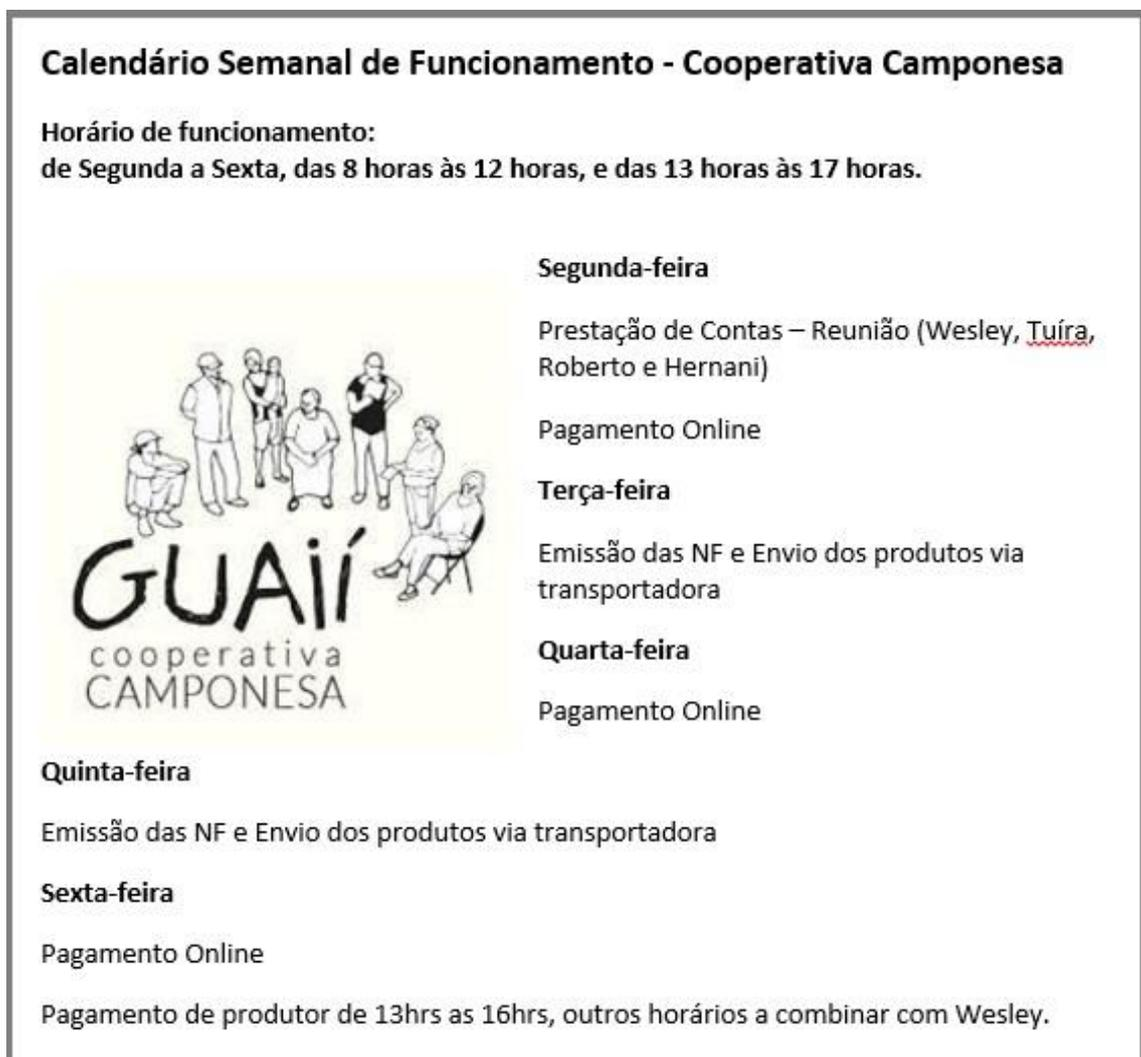 Calendário Semanal de Funcionamento - Cooperativa Camponesa
Horário de funcionamento:
de Segunda a Sexta, das 8 horas às 12 horas, e das 13 horas às 17 horas.
Segunda-feira
Prestação de Contas – Reunião (Wesley, Tuíra,
Roberto e Hernani)
Pagamento Online
Terça-feira
Emissão das NF e Envio dos produtos via
transportadora
Quarta-feira
Pagamento Online
GUAií
cooperativa
CAMPONESA
Quinta-feira
Emissão das NF e Envio dos produtos via transportadora
Sexta-feira
Pagamento Online
Pagamento de produtor de 13hrs as 16hrs, outros horários a combinar com Wesley.